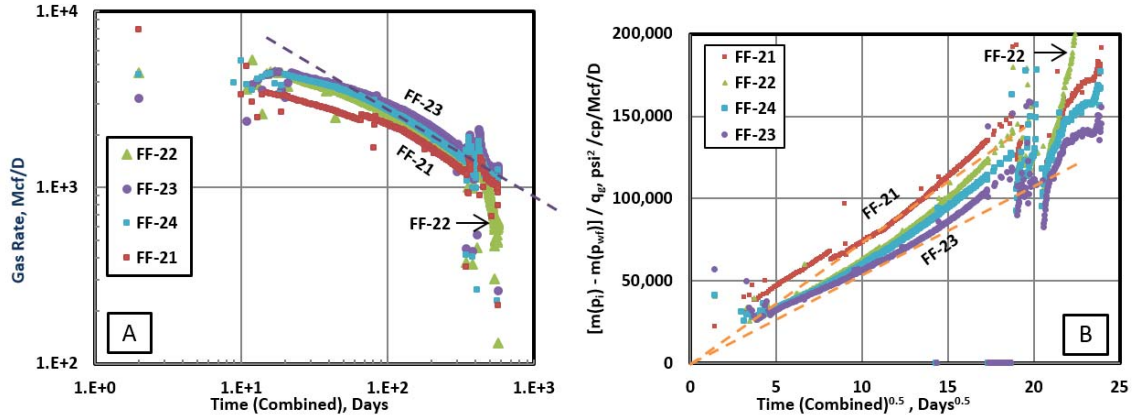 1.E+4
Gas Rate, Mcf/D
1.E+3
1.E+2
FF-23
FF-21
FF-22
FF-22
FF-23
FF-24
FF-21
A
1.E+0
1.E+1
1.E+2
1.E+3
Time (Combined), Days
[m(pi) - m(pwf)] / qg, psi² /cp/Mcf/D
200,000
150,000
100,000
50,000
0
FF-21
FF-22
FF-24
FF-23
FF-22
FF-21
FF-23
B
0
5
10
15
20
25
Time (Combined)^0.5 , Days^0.5